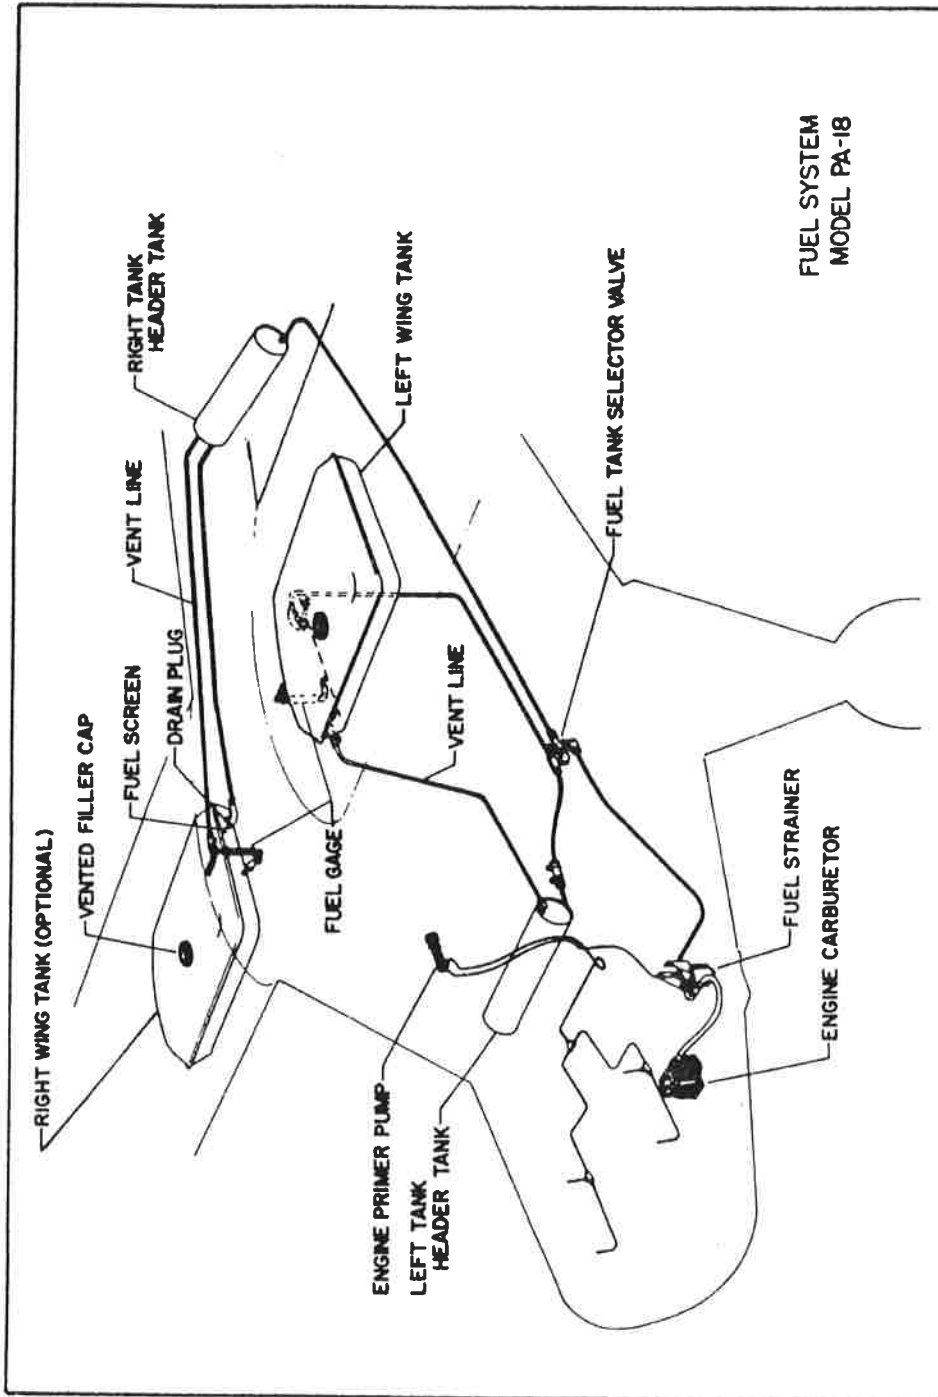 RIGHT WING TANK (OPTIONAL)
VENTED FILLER CAP
FUEL SCREEN
DRAIN PLUG
VENT LINE
RIGHT TANK
HEADER TANK
FUEL GAGE
LEFT WING TANK
VENT LINE
ENGINE PRIMER PUMP
LEFT TANK
HEADER TANK
FUEL TANK SELECTOR VALVE
FUEL STRAINER
ENGINE CARBURETOR
FUEL SYSTEM
MODEL PA-18